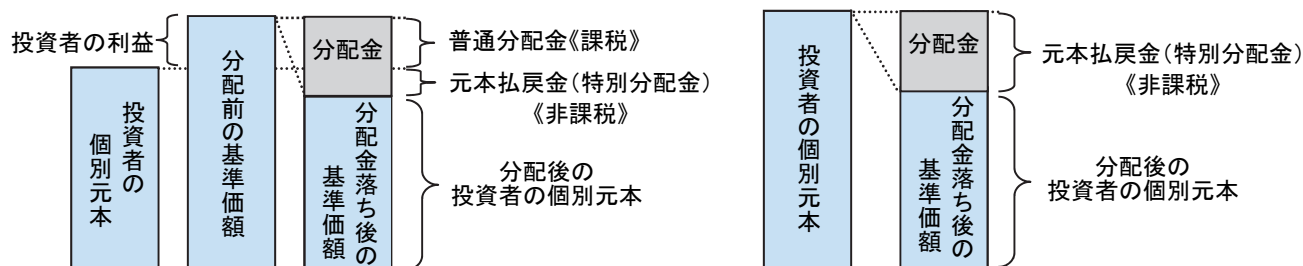 投資者の利益
投資者の
個別元本
分配前の基準価額
分配金
分配金落ち後の
基準価額
普通分配金《課税》
元本払戻金(特別分配金)
《非課税》
分配後の
投資者の個別元本
投資者の個別元本
分配金
分配金落ち後の
基準価額
元本払戻金(特別分配金)
《非課税》
分配後の
投資者の個別元本